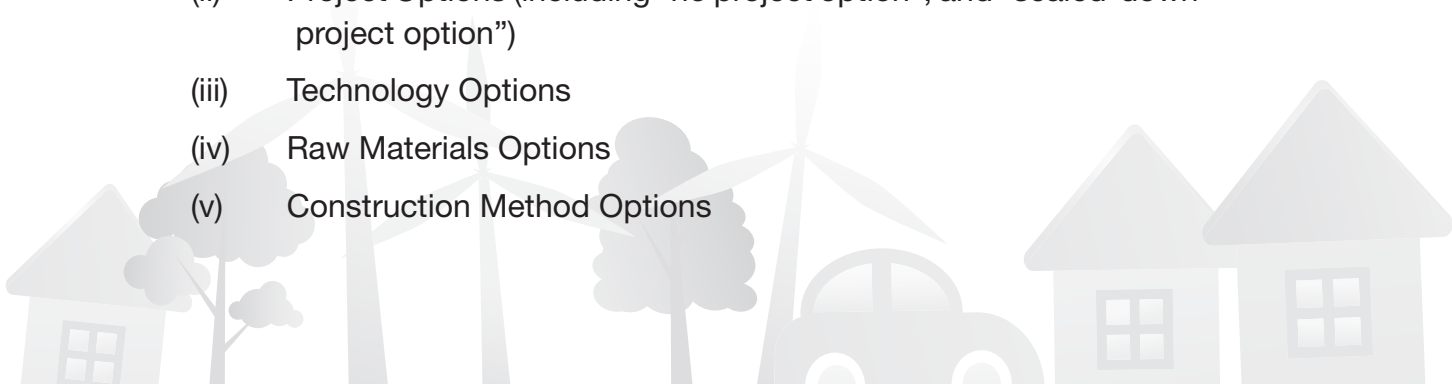 project option”)
(iii) Technology Options
(iv) Raw Materials Options
(v) Construction Method Options